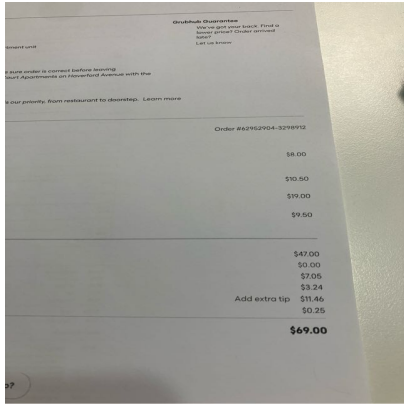 Grubhub Guarantee
We've got your back. Find a
lower price? Order arrived
late?
Let us know
tment unit
sure order is correct before leaving
ourt Apartments on Haverford Avenue with the
s our priority, from restaurant to doorstep. Learn more
Order #62952904-3298912
$8.00
$10.50
$19.00
$9.50
$47.00
$0.00
$7.05
$3.24
Add extra tip $11.46
$0.25
$69.00
p?